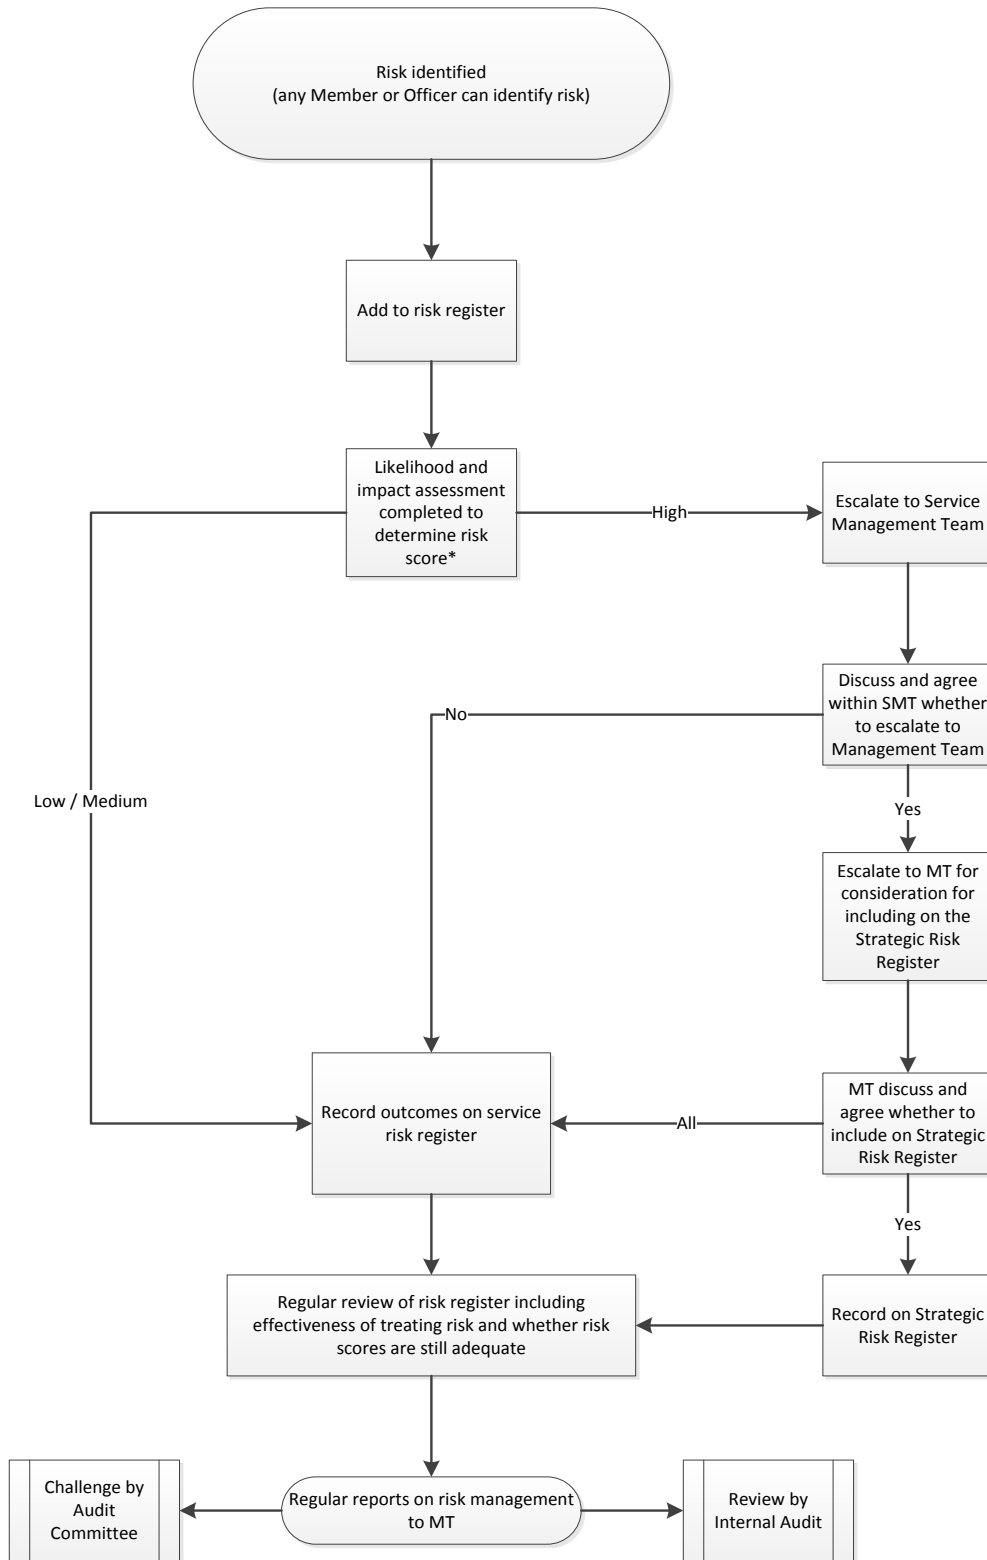 Risk identified
(any Member or Officer can identify risk)
Add to risk register
Likelihood and
impact assessment
completed to
determine risk
score*
High
Escalate to Service
Management Team
Discuss and agree
within SMT whether
to escalate to
Management Team
No
Yes
Low / Medium
Escalate to MT for
consideration for
including on the
Strategic Risk
Register
MT discuss and
agree whether to
include on Strategic
Risk Register
All
Record outcomes on service
risk register
Yes
Record on Strategic
Risk Register
Regular review of risk register including
effectiveness of treating risk and whether risk
scores are still adequate
Challenge by
Audit
Committee
Regular reports on risk management
to MT
Review by
Internal Audit